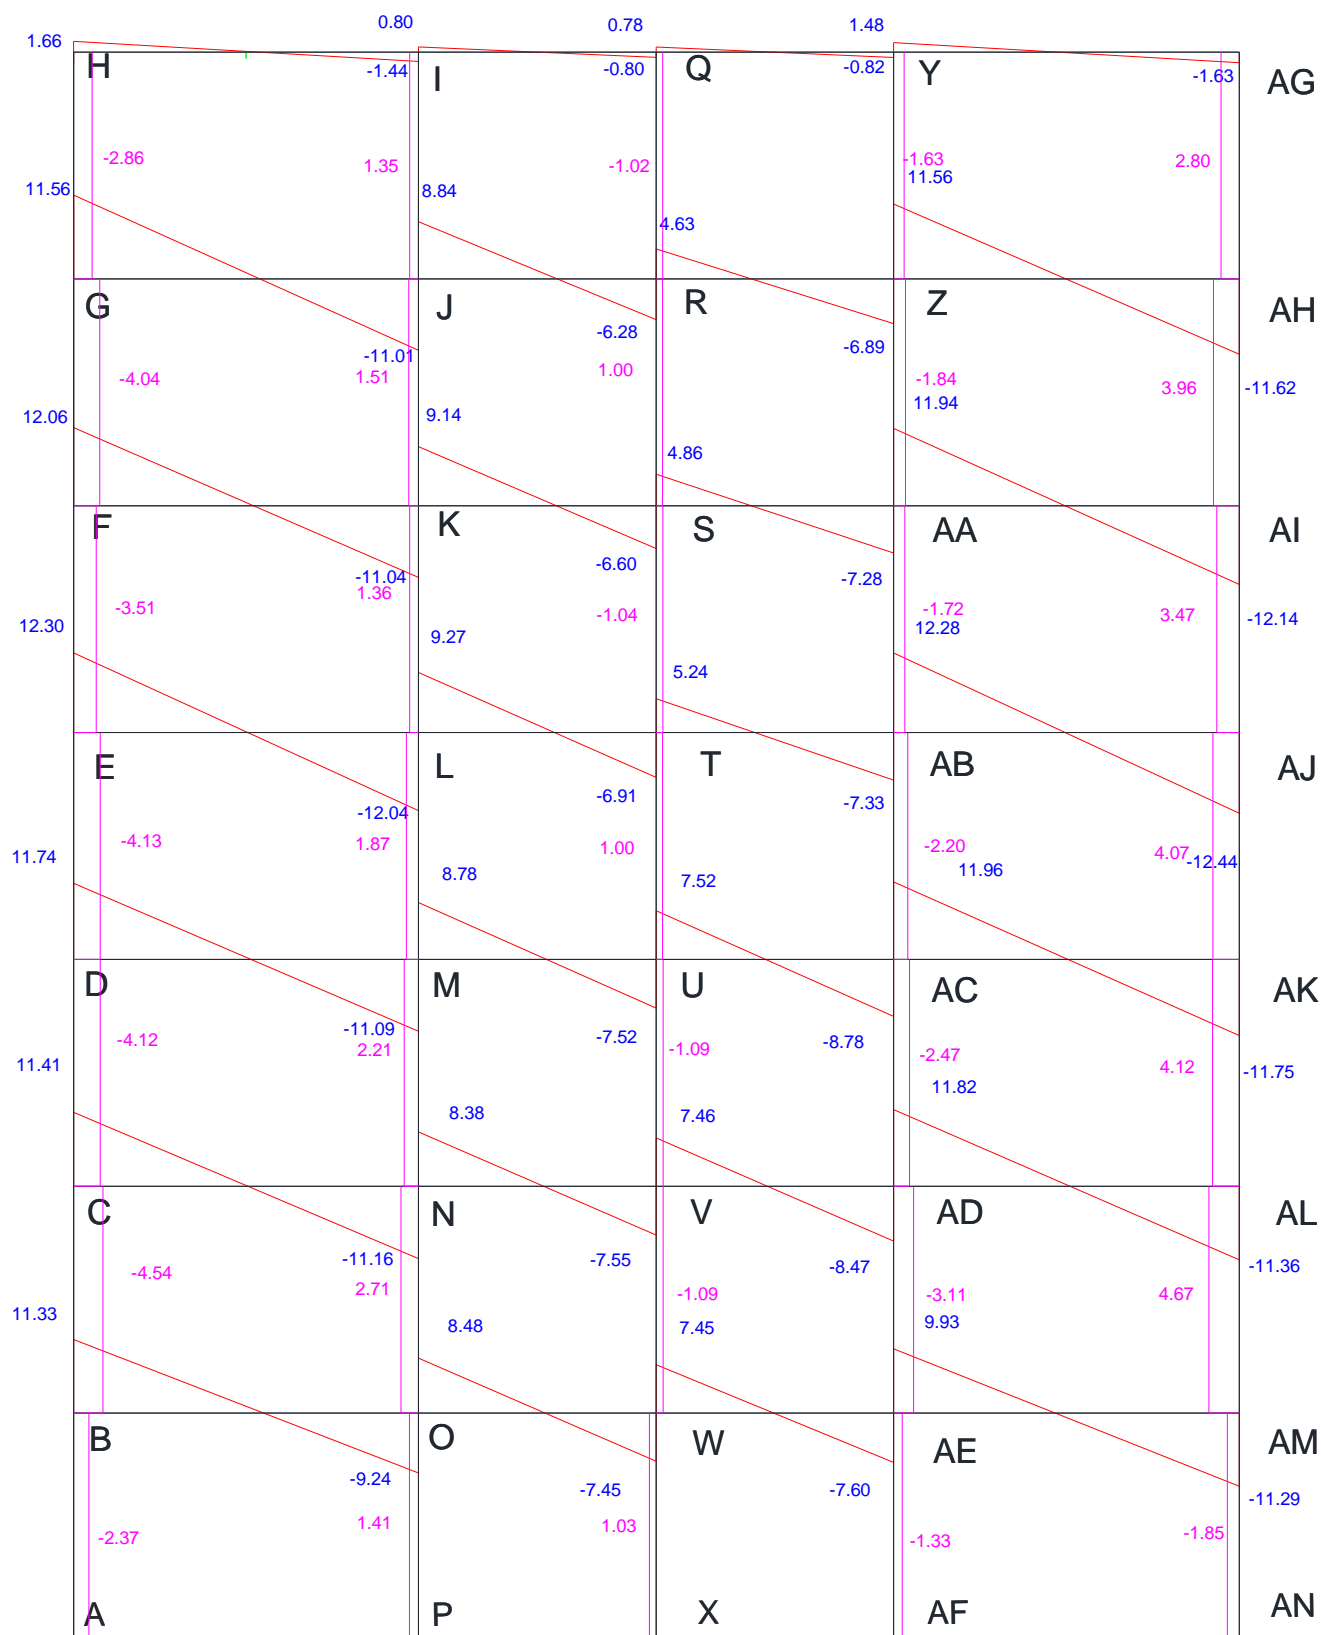 1.66 0.80 0.78 1.48
H -1.44 I -0.80 Q -0.82 Y -1.63 AG
-2.86 1.35 -1.02 -1.63 2.80
11.56 8.84 11.56
4.63
G J R Z AH
-11.01 -6.28 -6.89
-4.04 1.51 1.00 -1.84 3.96 -11.62
12.06 9.14 11.94
4.86
F K S AA AI
-11.04 -6.60 -7.28
-3.51 1.36 -1.04 -1.72 3.47 -12.14
12.30 9.27 12.28
5.24
E L T AB AJ
-12.04 -6.91 -7.33
-4.13 1.87 1.00 -2.20 4.07 -12.44
11.74 8.78 7.52 11.96
D M U AC AK
-11.09 -7.52 -8.78
-4.12 2.21 -1.09 -2.47 4.12 -11.75
11.41 8.38 7.46 11.82
C N V AD AL
-11.16 -7.55 -8.47 -11.36
-4.54 2.71 -1.09 -3.11 4.67
11.33 8.48 7.45 9.93
B O W AE AM
-9.24 -7.45 -7.60 -11.29
-2.37 1.41 1.03 -1.33 -1.85
A P X AF AN